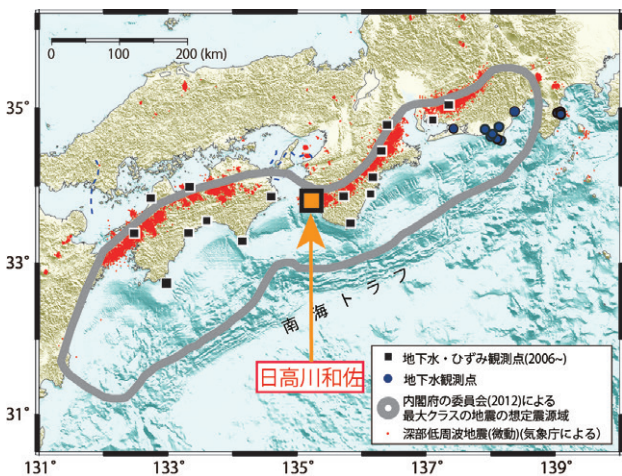 0 100 200 (km)
35°
33°
31°
131° 133° 135° 137° 139°
南海トラフ
日高川和佐
地下水・ひずみ観測点(2006~)
地下水観測点
内閣府の委員会(2012)による
最大クラスの地震の想定震源域
深部低周波地震(微動)(気象庁による)